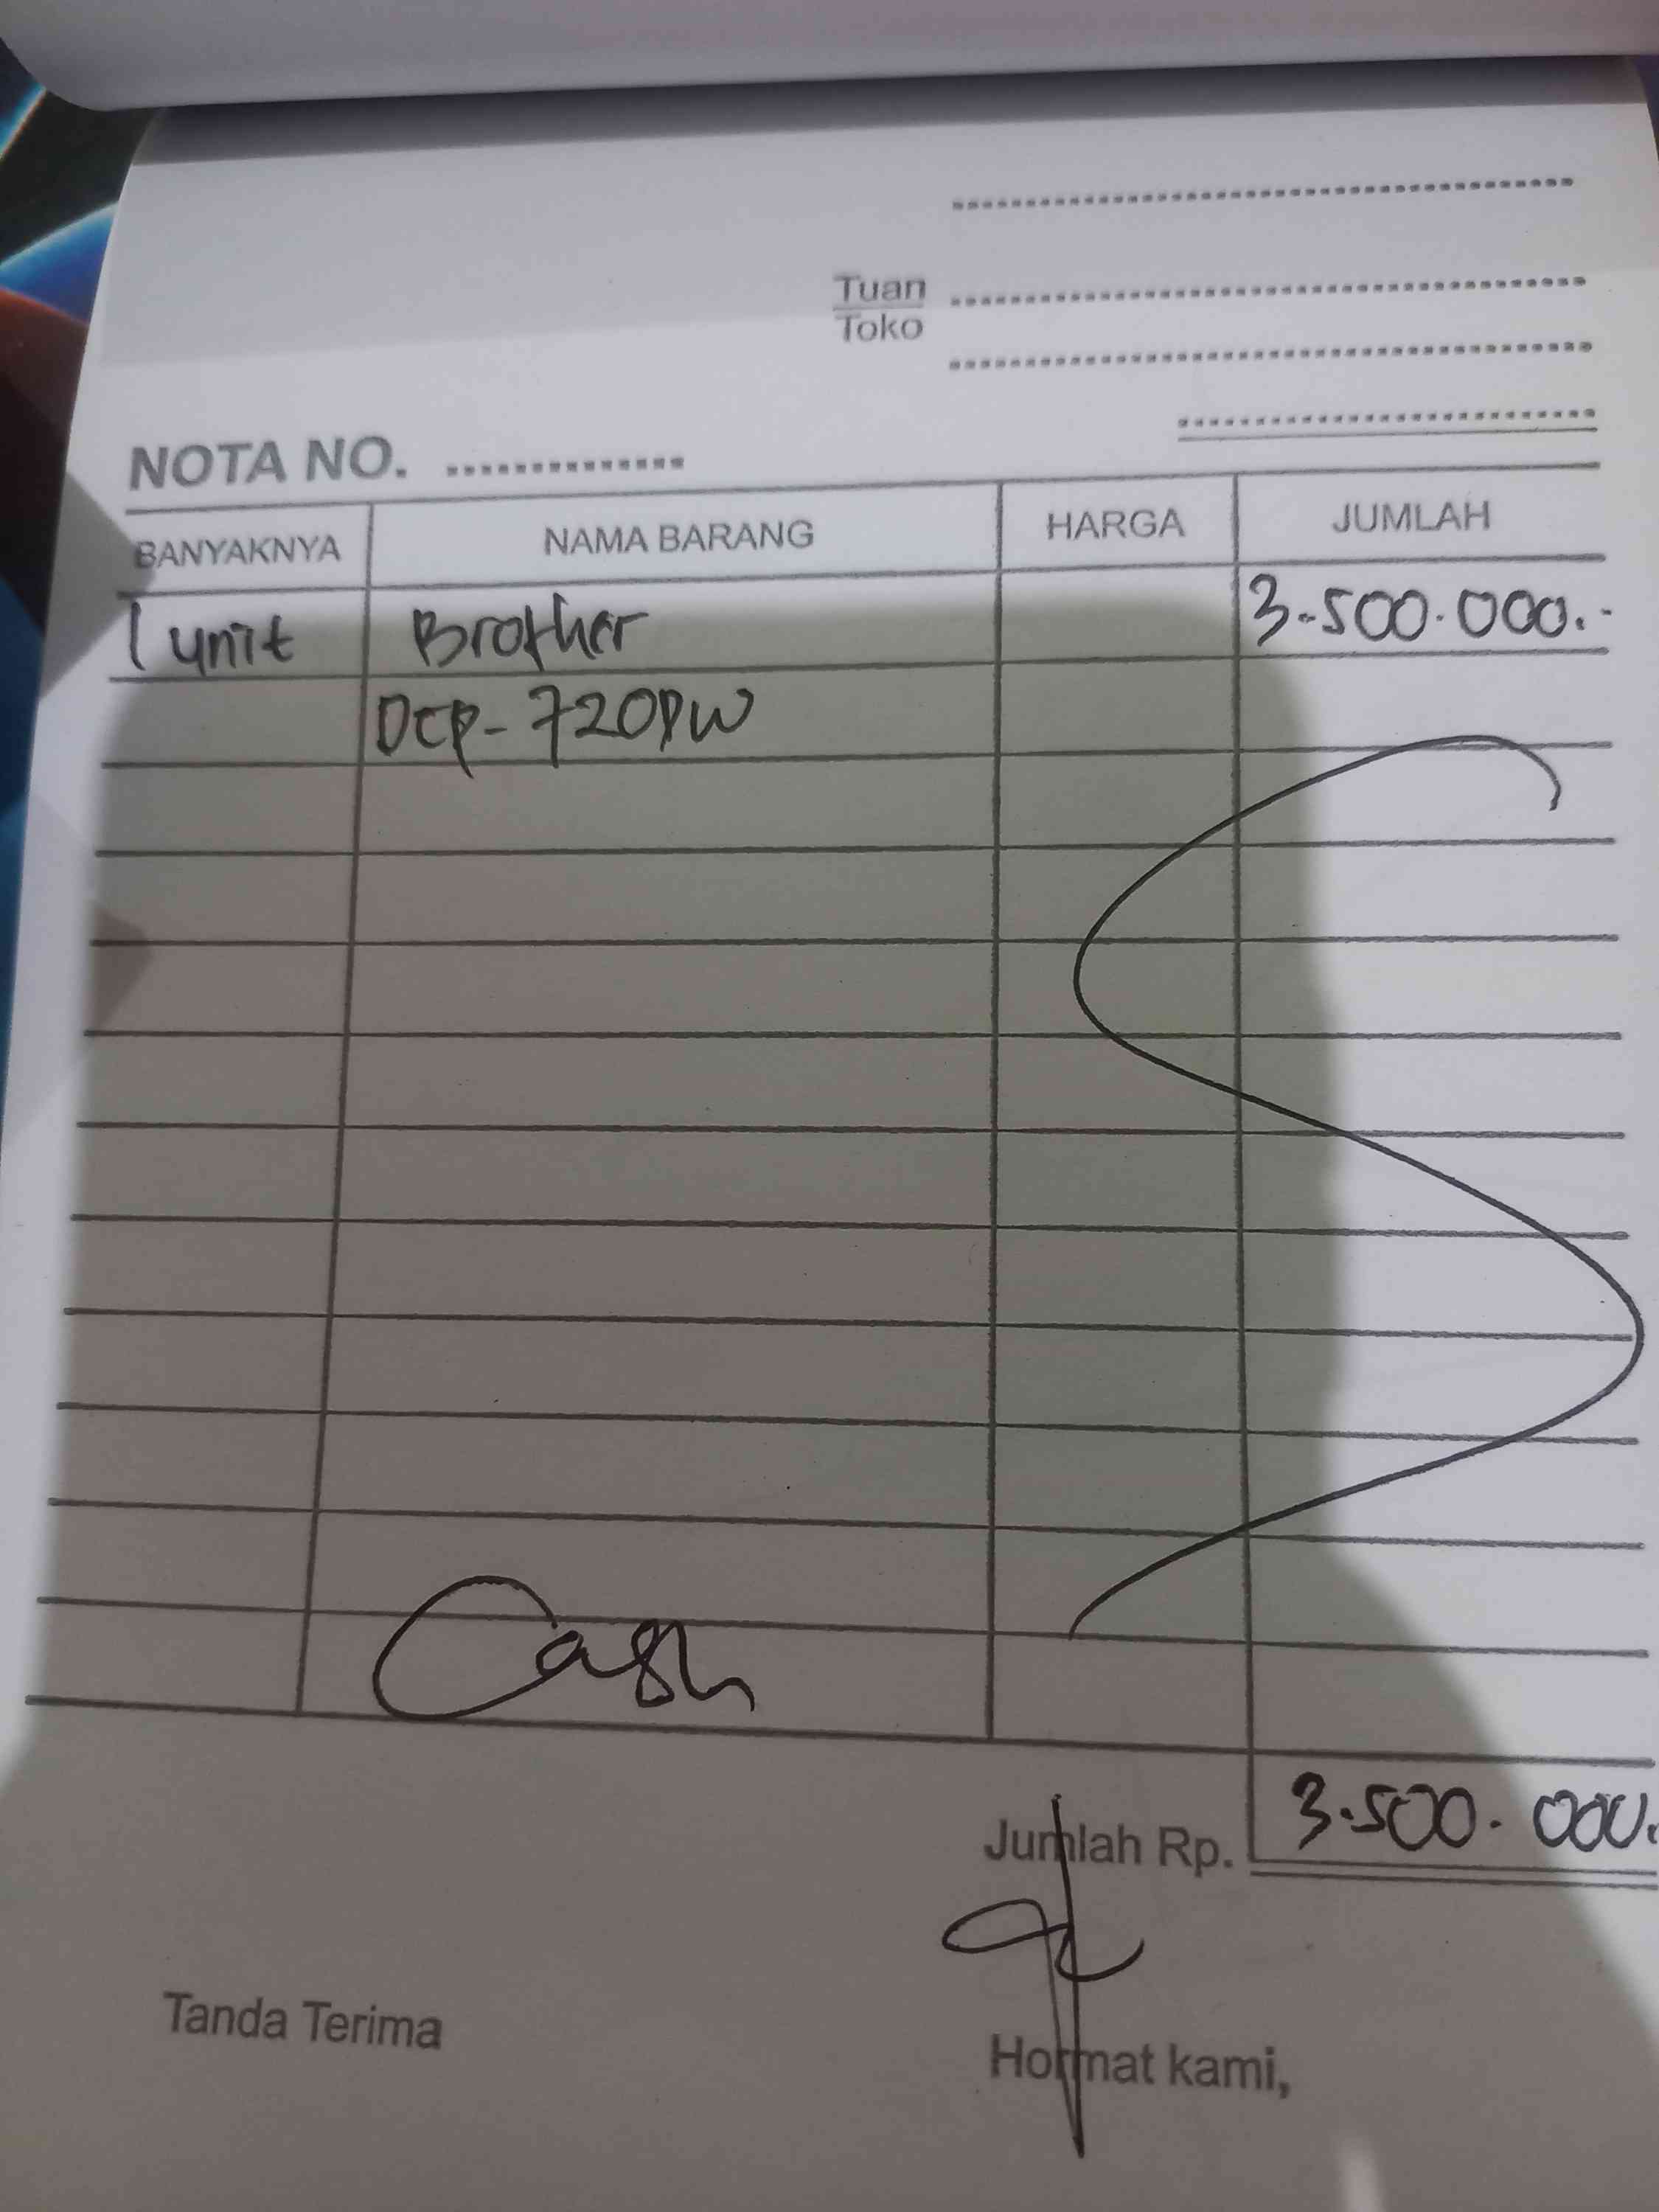 Tuan
Toko
NOTA NO. ..............
BANYAKNYA NAMA BARANG HARGA JUMLAH
1 unit Brother 3.500.000.-
DCP-720DW
Cash
Jumlah Rp. 3.500.000.
Tanda Terima Hormat kami,